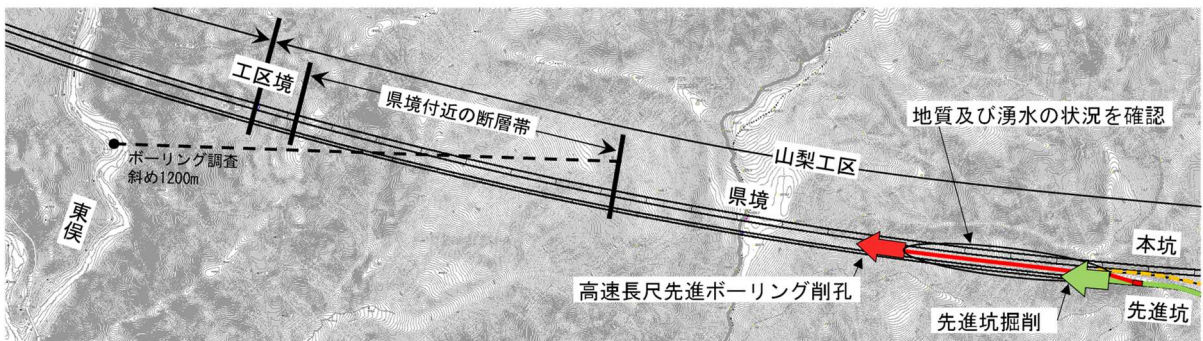 工区境
県境付近の断層帯
地質及び湧水の状況を確認
ボーリング調査
斜め1200m
山梨工区
東俣
県境
本坑
高速長尺先進ボーリング削孔
先進坑掘削
先進坑